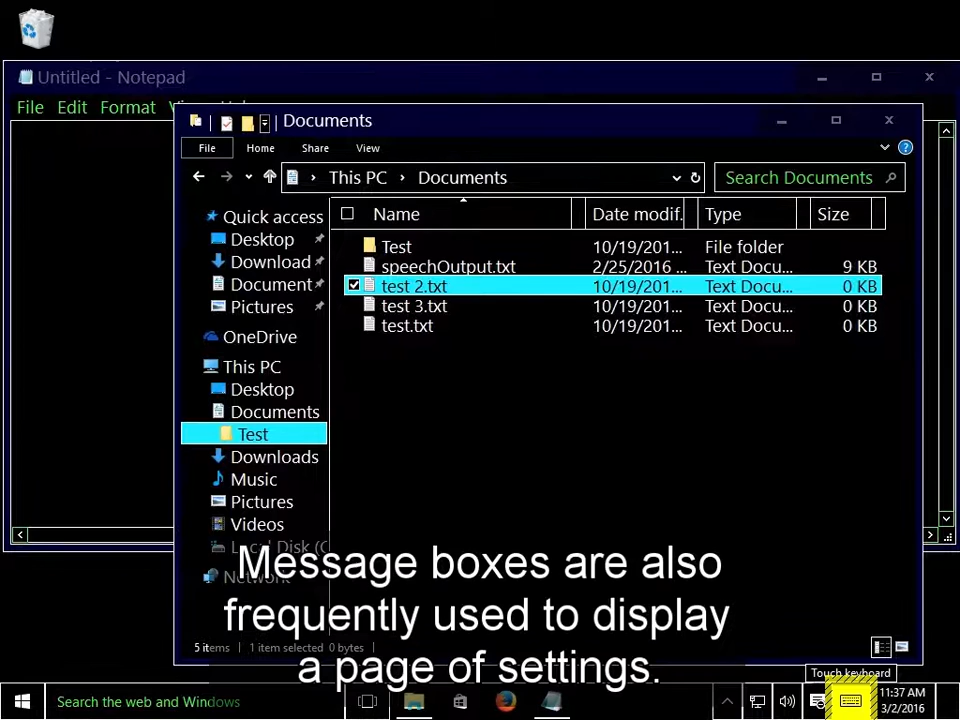 Untitled - Notepad
File Edit Format
Documents
File Home Share View
This PC Documents
Search Documents
Name Date modif. Type Size
Quick access
Desktop
Download
Document
Pictures
OneDrive
This PC
Desktop
Documents
Test
Downloads
Music
Pictures
Videos
Local Disk (C
Network
Test 10/19/201... File folder
speechOutput.txt 2/25/2016 ... Text Docu... 9 KB
test 2.txt 10/19/201... Text Docu... 0 KB
test 3.txt 10/19/201... Text Docu... 0 KB
test.txt 10/19/201... Text Docu... 0 KB
Message boxes are also
frequently used to display
a page of settings.
5 items 1 item selected 0 bytes
Touch keyboard
Search the web and Windows
11:37 AM
3/2/2016